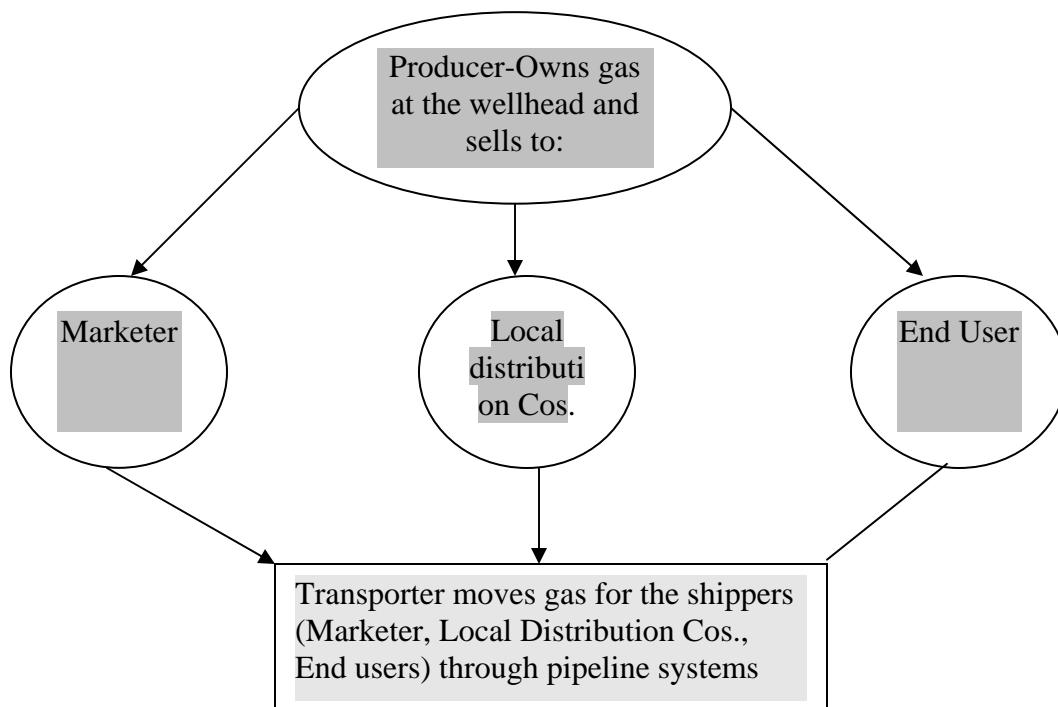 Producer-Owns gas
at the wellhead and
sells to:
Marketer
Local
distributi
on Cos.
End User
Transporter moves gas for the shippers
(Marketer, Local Distribution Cos.,
End users) through pipeline systems